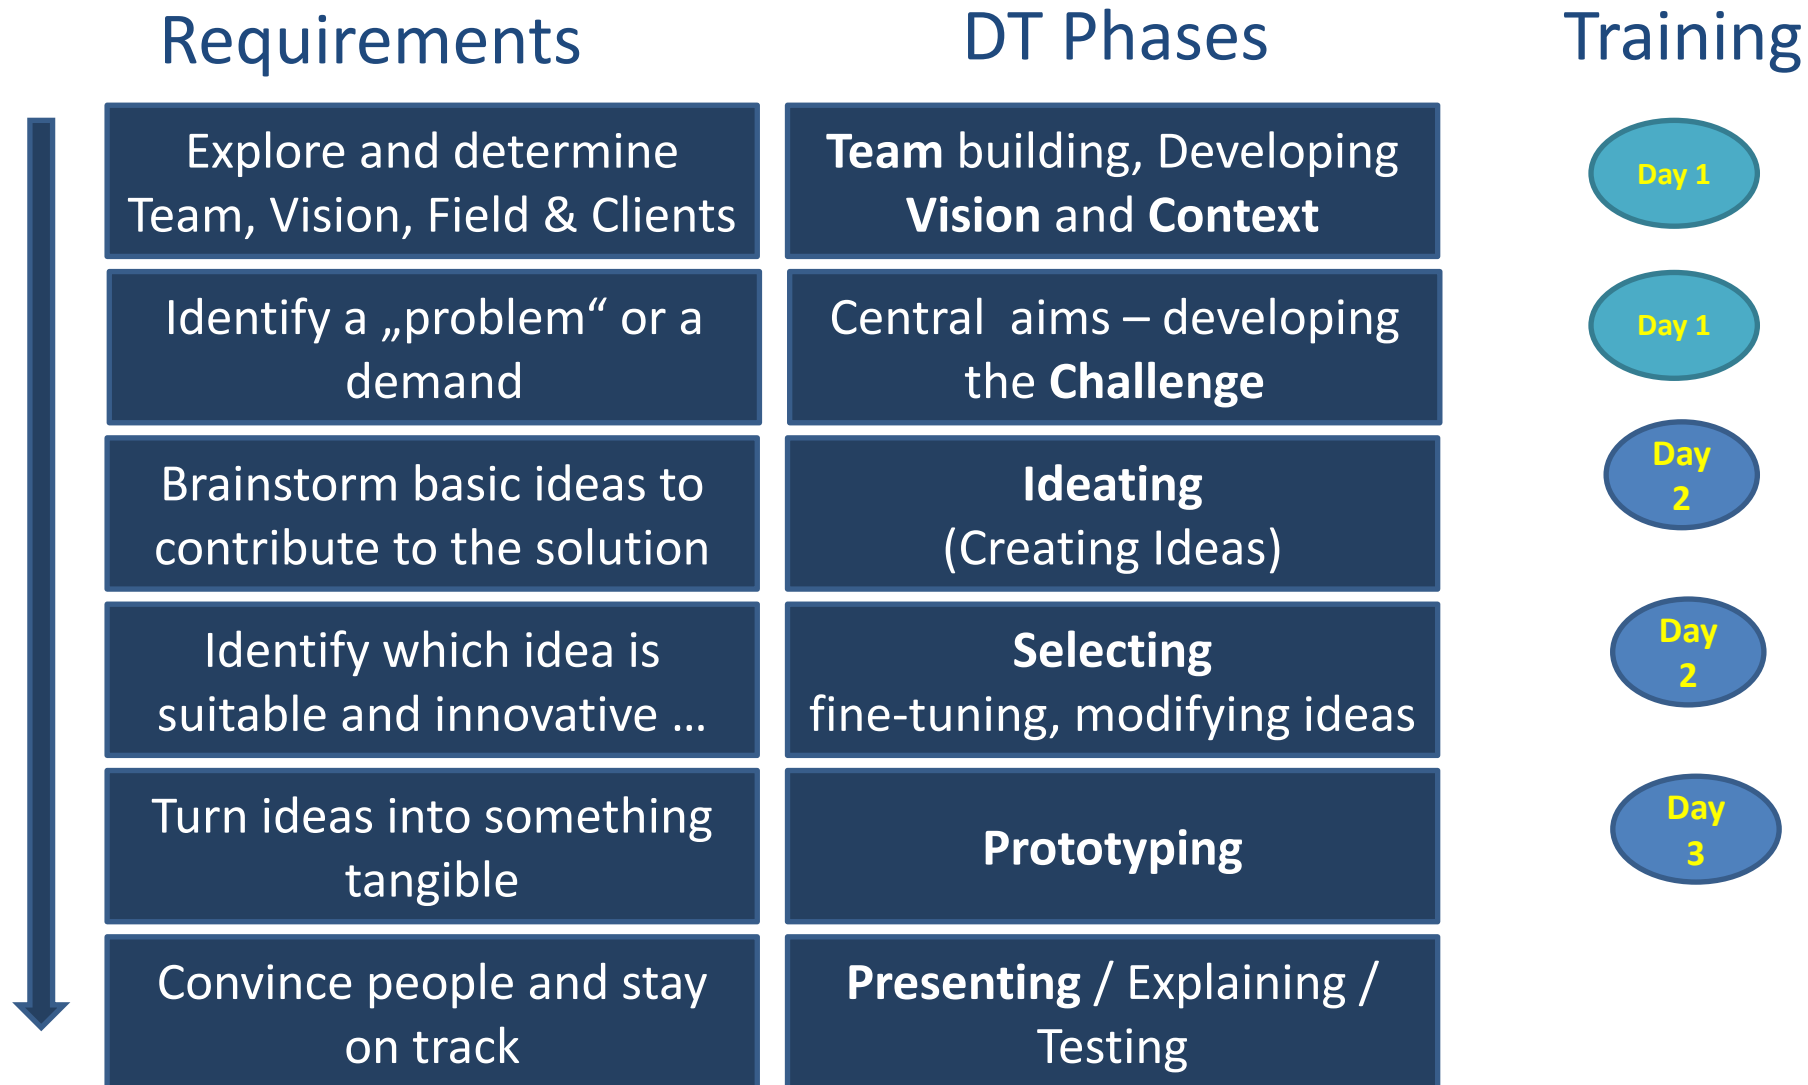 Requirements
DT Phases
Training
Explore and determine
Team, Vision, Field & Clients
Team building, Developing
Vision and Context
Day 1
Identify a „problem“ or a
demand
Central  aims – developing
the Challenge
Day 1
Brainstorm basic ideas to
contribute to the solution
Ideating
(Creating Ideas)
Day
2
Identify which idea is
suitable and innovative ...
Selecting
fine-tuning, modifying ideas
Day
2
Turn ideas into something
tangible
Prototyping
Day
3
Convince people and stay
on track
Presenting / Explaining /
Testing